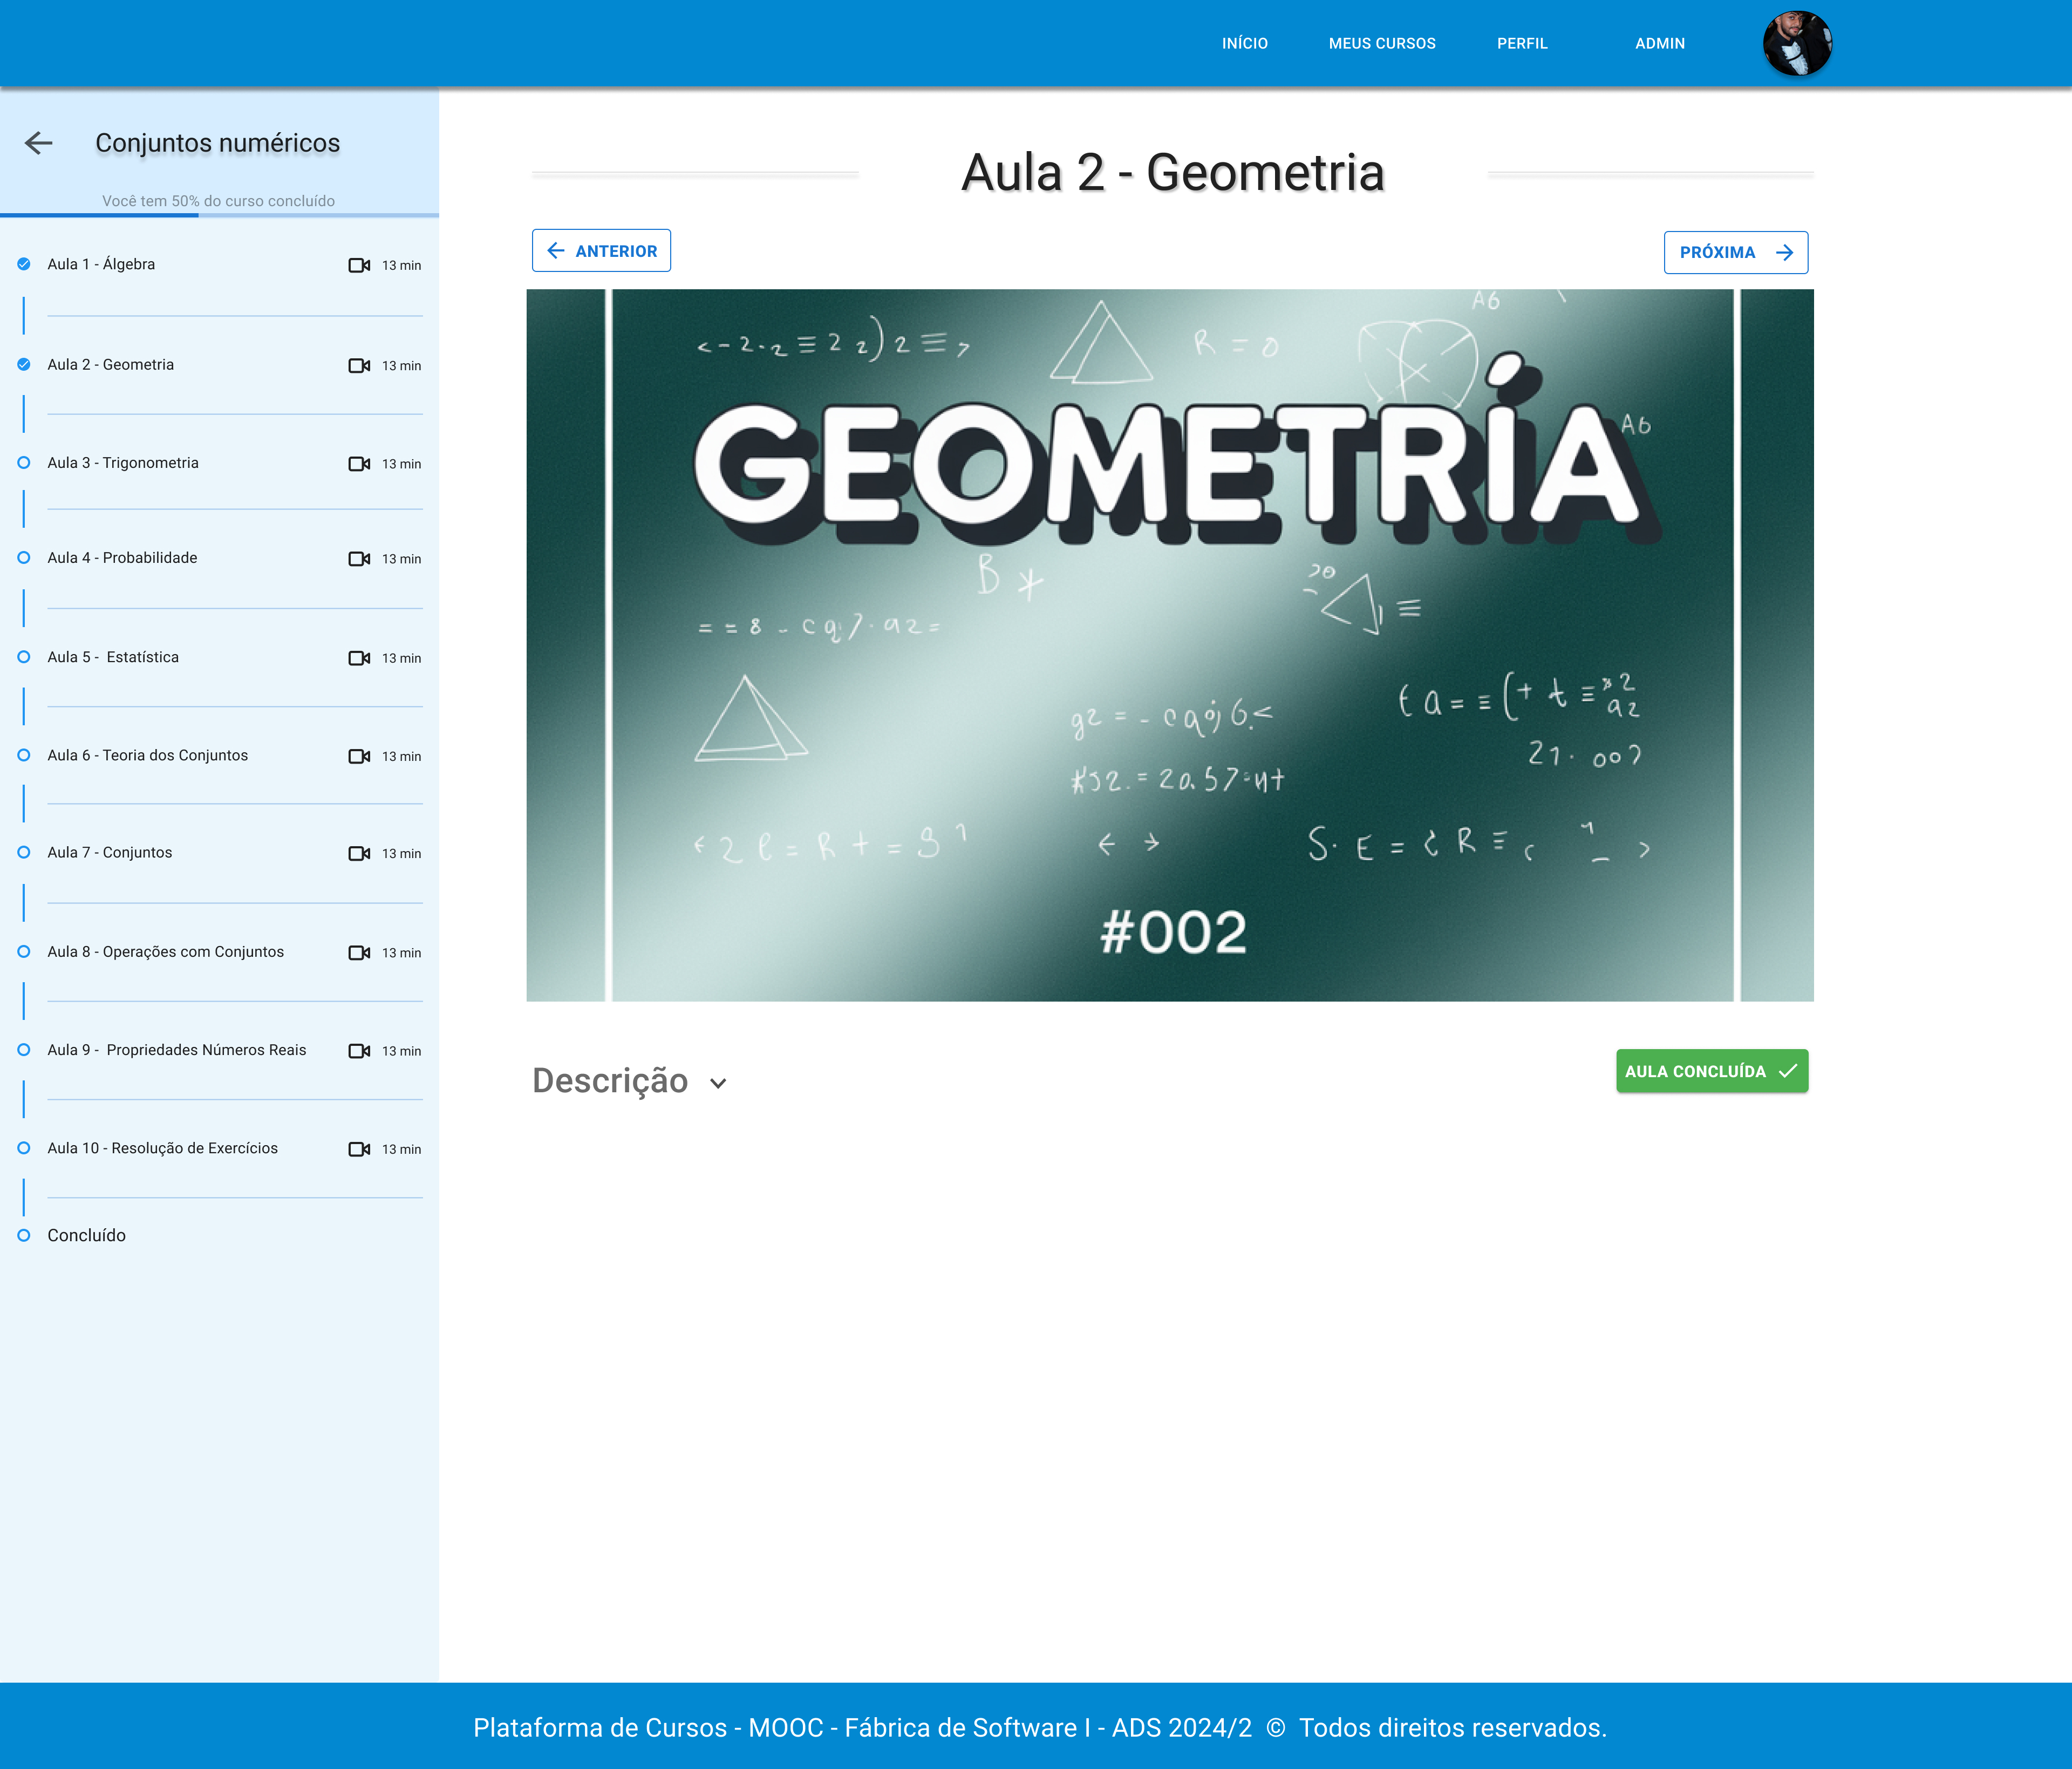 INÍCIO MEUS CURSOS PERFIL ADMIN
Conjuntos numéricos
Você tem 50% do curso concluído
Aula 1 - Álgebra 13 min
Aula 2 - Geometria 13 min
Aula 3 - Trigonometria 13 min
Aula 4 - Probabilidade 13 min
Aula 5 - Estatística 13 min
Aula 6 - Teoria dos Conjuntos 13 min
Aula 7 - Conjuntos 13 min
Aula 8 - Operações com Conjuntos 13 min
Aula 9 - Propriedades Números Reais 13 min
Aula 10 - Resolução de Exercícios 13 min
Concluído
Aula 2 - Geometria
ANTERIOR PRÓXIMA
A6
R = 0
GEOMETRÍA
A6
B
#002
Descrição
AULA CONCLUÍDA
Plataforma de Cursos - MOOC - Fábrica de Software I - ADS 2024/2 © Todos direitos reservados.